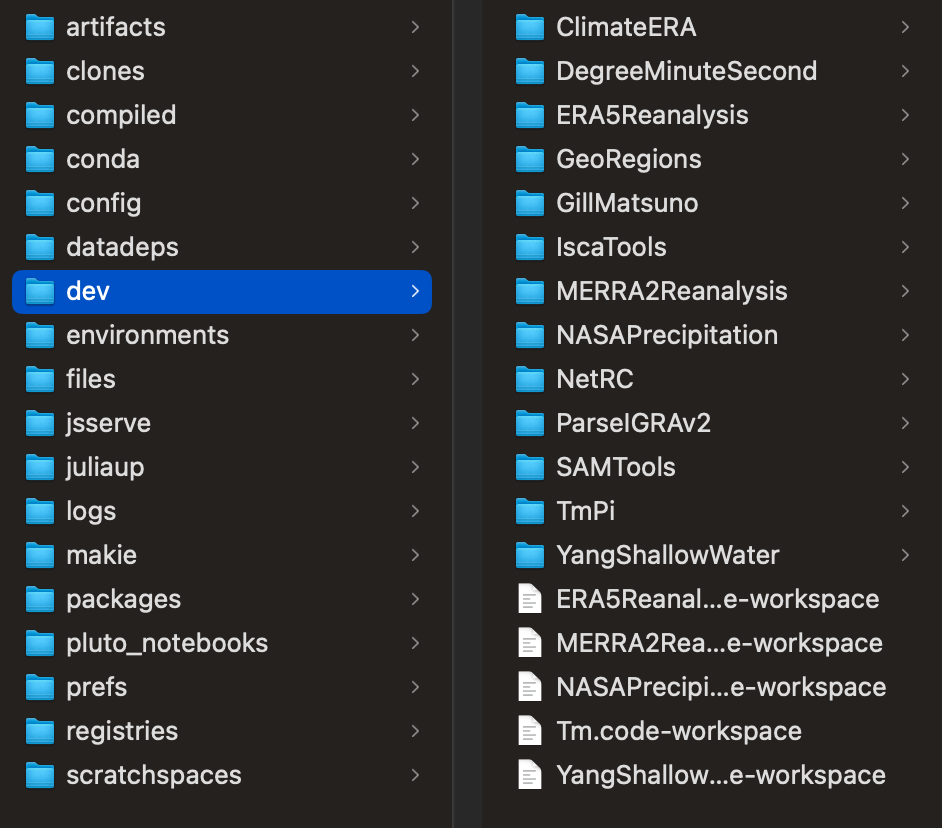 artifacts
clones
compiled
conda
config
datadeps
dev
environments
files
jsserve
juliaup
logs
makie
packages
pluto_notebooks
prefs
registries
scratchspaces
ClimateERA
DegreeMinuteSecond
ERA5Reanalysis
GeoRegions
GillMatsuno
IscaTools
MERRA2Reanalysis
NASAPrecipitation
NetRC
ParseIGRAv2
SAMTools
TmPi
YangShallowWater
ERA5Reanal...e-workspace
MERRA2Rea...e-workspace
NASAPrecipi...e-workspace
Tm.code-workspace
YangShallow...e-workspace